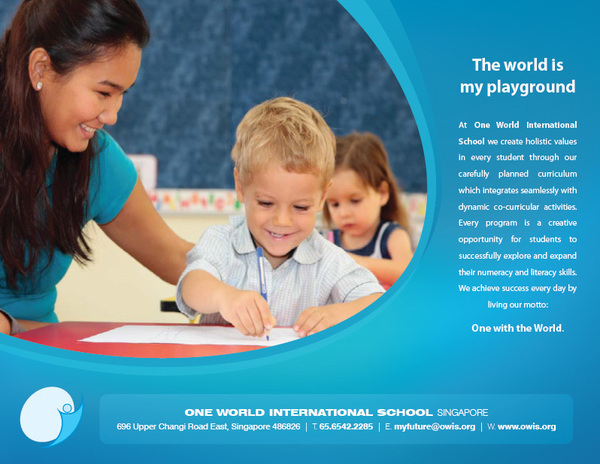 The world is
my playground
At One World International
School we create holistic values
in every student through our
carefully planned curriculum
which integrates seamlessly with
dynamic co-curricular activities.
Every program is a creative
opportunity for students to
successfully explore and expand
their numeracy and literacy skills.
We achieve success every day by
living our motto:
One with the World.
ONE WORLD INTERNATIONAL SCHOOL SINGAPORE
696 Upper Changi Road East, Singapore 486826 | T. 65.6542.2285 | E. myfuture@owis.org | W. www.owis.org